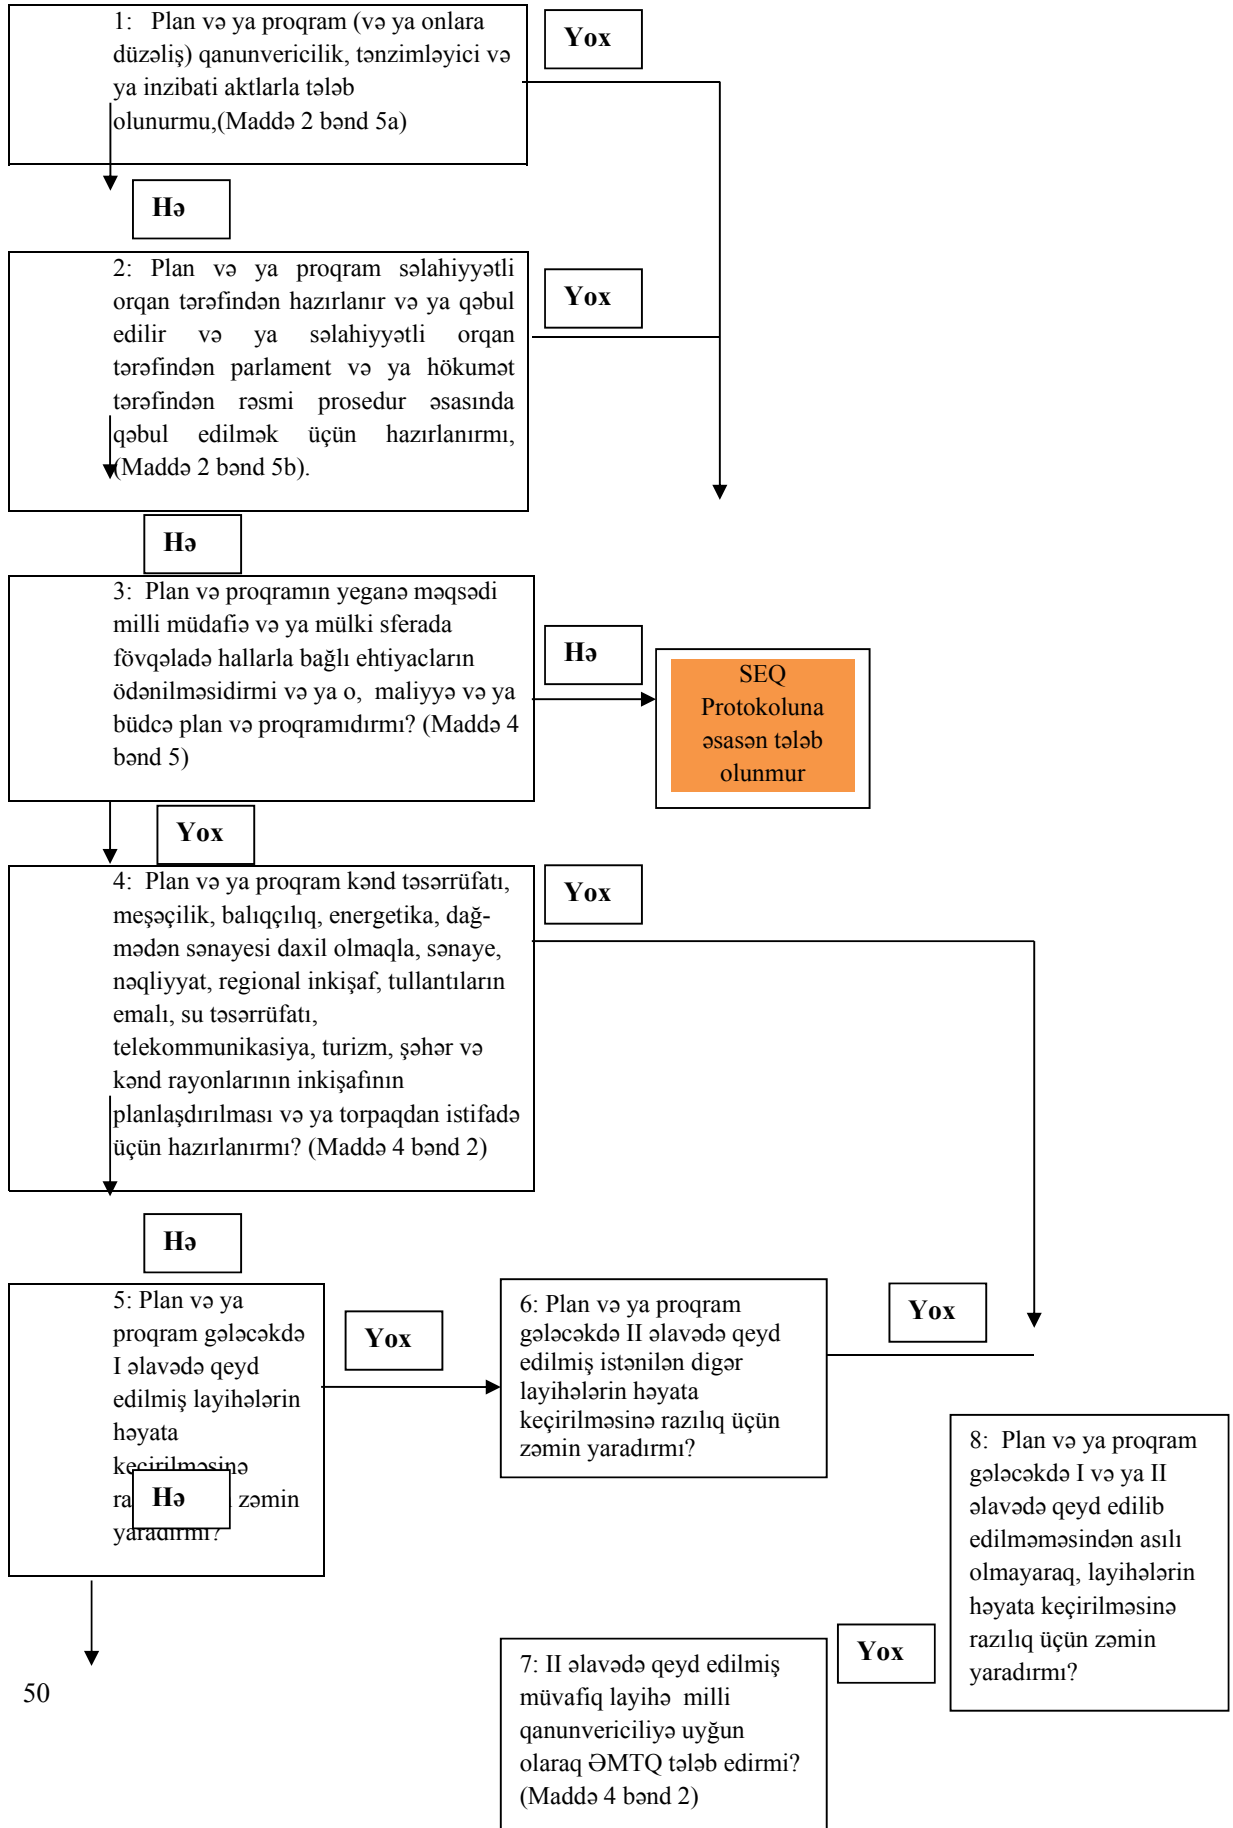 1: Plan və ya proqram (və ya onlara
düzəliş) qanunvericilik, tənzimləyici və
ya inzibati aktlarla tələb
olunurmu,(Maddə 2 bənd 5a)
Yox
Hə
2: Plan və ya proqram səlahiyyətli
orqan tərəfindən hazırlanır və ya qəbul
edilir və ya səlahiyyətli orqan
tərəfindən parlament və ya hökumət
tərəfindən rəsmi prosedur əsasında
qəbul edilmək üçün hazırlanırmı,
(Maddə 2 bənd 5b).
Yox
Hə
3: Plan və proqramın yeganə məqsədi
milli müdafiə və ya mülki sferada
fövqəladə hallarla bağlı ehtiyacların
ödənilməsidirmi və ya o, maliyyə və ya
büdcə plan və proqramıdırmı? (Maddə 4
bənd 5)
Hə
SEQ
Protokoluna
əsasən tələb
olunmur
Yox
4: Plan və ya proqram kənd təsərrüfatı,
meşəçilik, balıqçılıq, energetika, dağ-
mədən sənayesi daxil olmaqla, sənaye,
nəqliyyat, regional inkişaf, tullantıların
emalı, su təsərrüfatı,
telekommunikasiya, turizm, şəhər və
kənd rayonlarının inkişafının
planlaşdırılması və ya torpaqdan istifadə
üçün hazırlanırmı? (Maddə 4 bənd 2)
Yox
Hə
5: Plan və ya
proqram gələcəkdə
I əlavədə qeyd
edilmiş layihələrin
həyata
keçirilməsinə
zəmin
yaradırmı?
Hə
Yox
6: Plan və ya proqram
gələcəkdə II əlavədə qeyd
edilmiş istənilən digər
layihələrin həyata
keçirilməsinə razılıq üçün
zəmin yaradırmı?
Yox
8: Plan və ya proqram
gələcəkdə I və ya II
əlavədə qeyd edilib
edilməməsindən asılı
olmayaraq, layihələrin
həyata keçirilməsinə
razılıq üçün zəmin
yaradırmı?
Yox
7: II əlavədə qeyd edilmiş
müvafiq layihə milli
qanunvericiliyə uyğun
olaraq ƏMTQ tələb edirmi?
(Maddə 4 bənd 2)
50